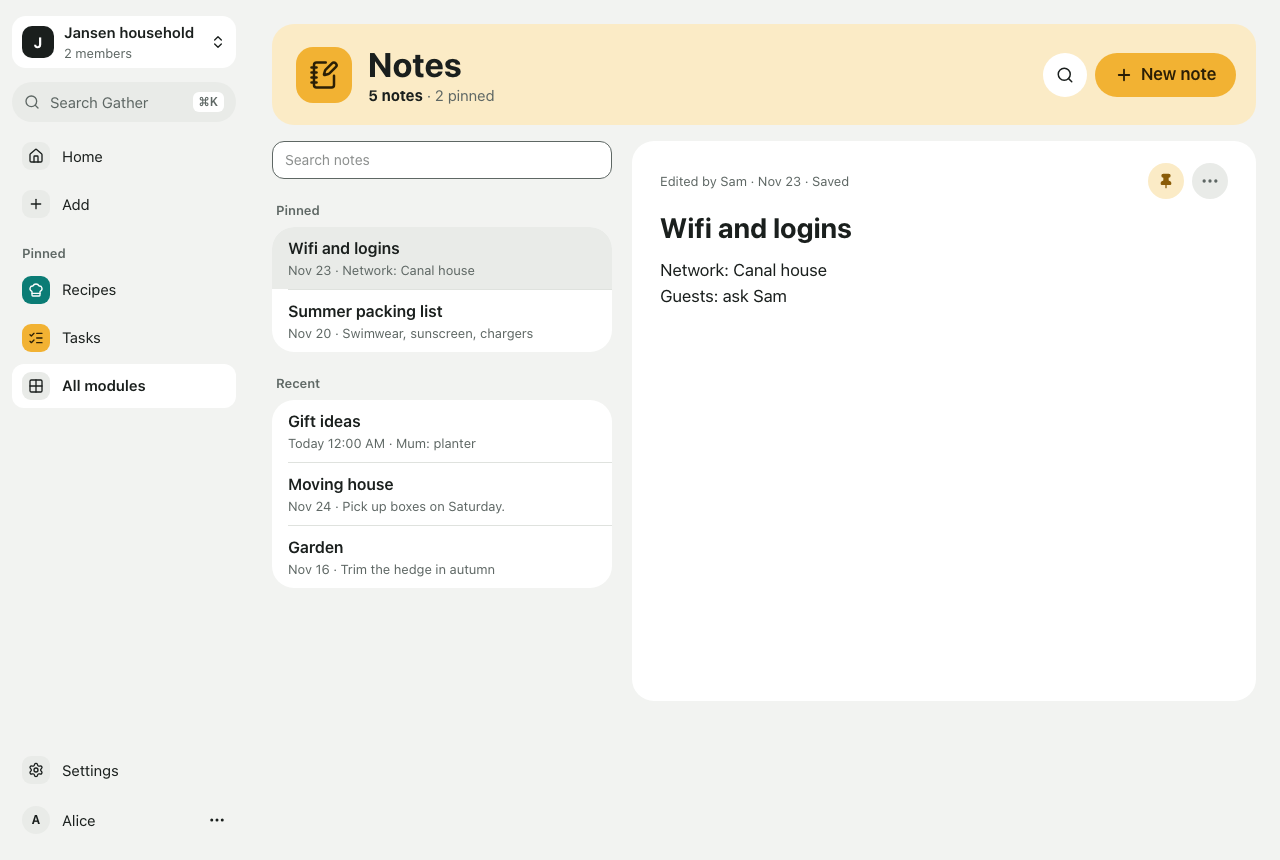 J
Jansen household
2 members
Search Gather
⌘K
Home
Add
Pinned
Recipes
Tasks
All modules
Settings
A
Alice
Notes
5 notes · 2 pinned
New note
Search notes
Pinned
Wifi and logins
Nov 23 · Network: Canal house
Summer packing list
Nov 20 · Swimwear, sunscreen, chargers
Recent
Gift ideas
Today 12:00 AM · Mum: planter
Moving house
Nov 24 · Pick up boxes on Saturday.
Garden
Nov 16 · Trim the hedge in autumn
Edited by Sam · Nov 23 · Saved
Wifi and logins
Network: Canal house
Guests: ask Sam